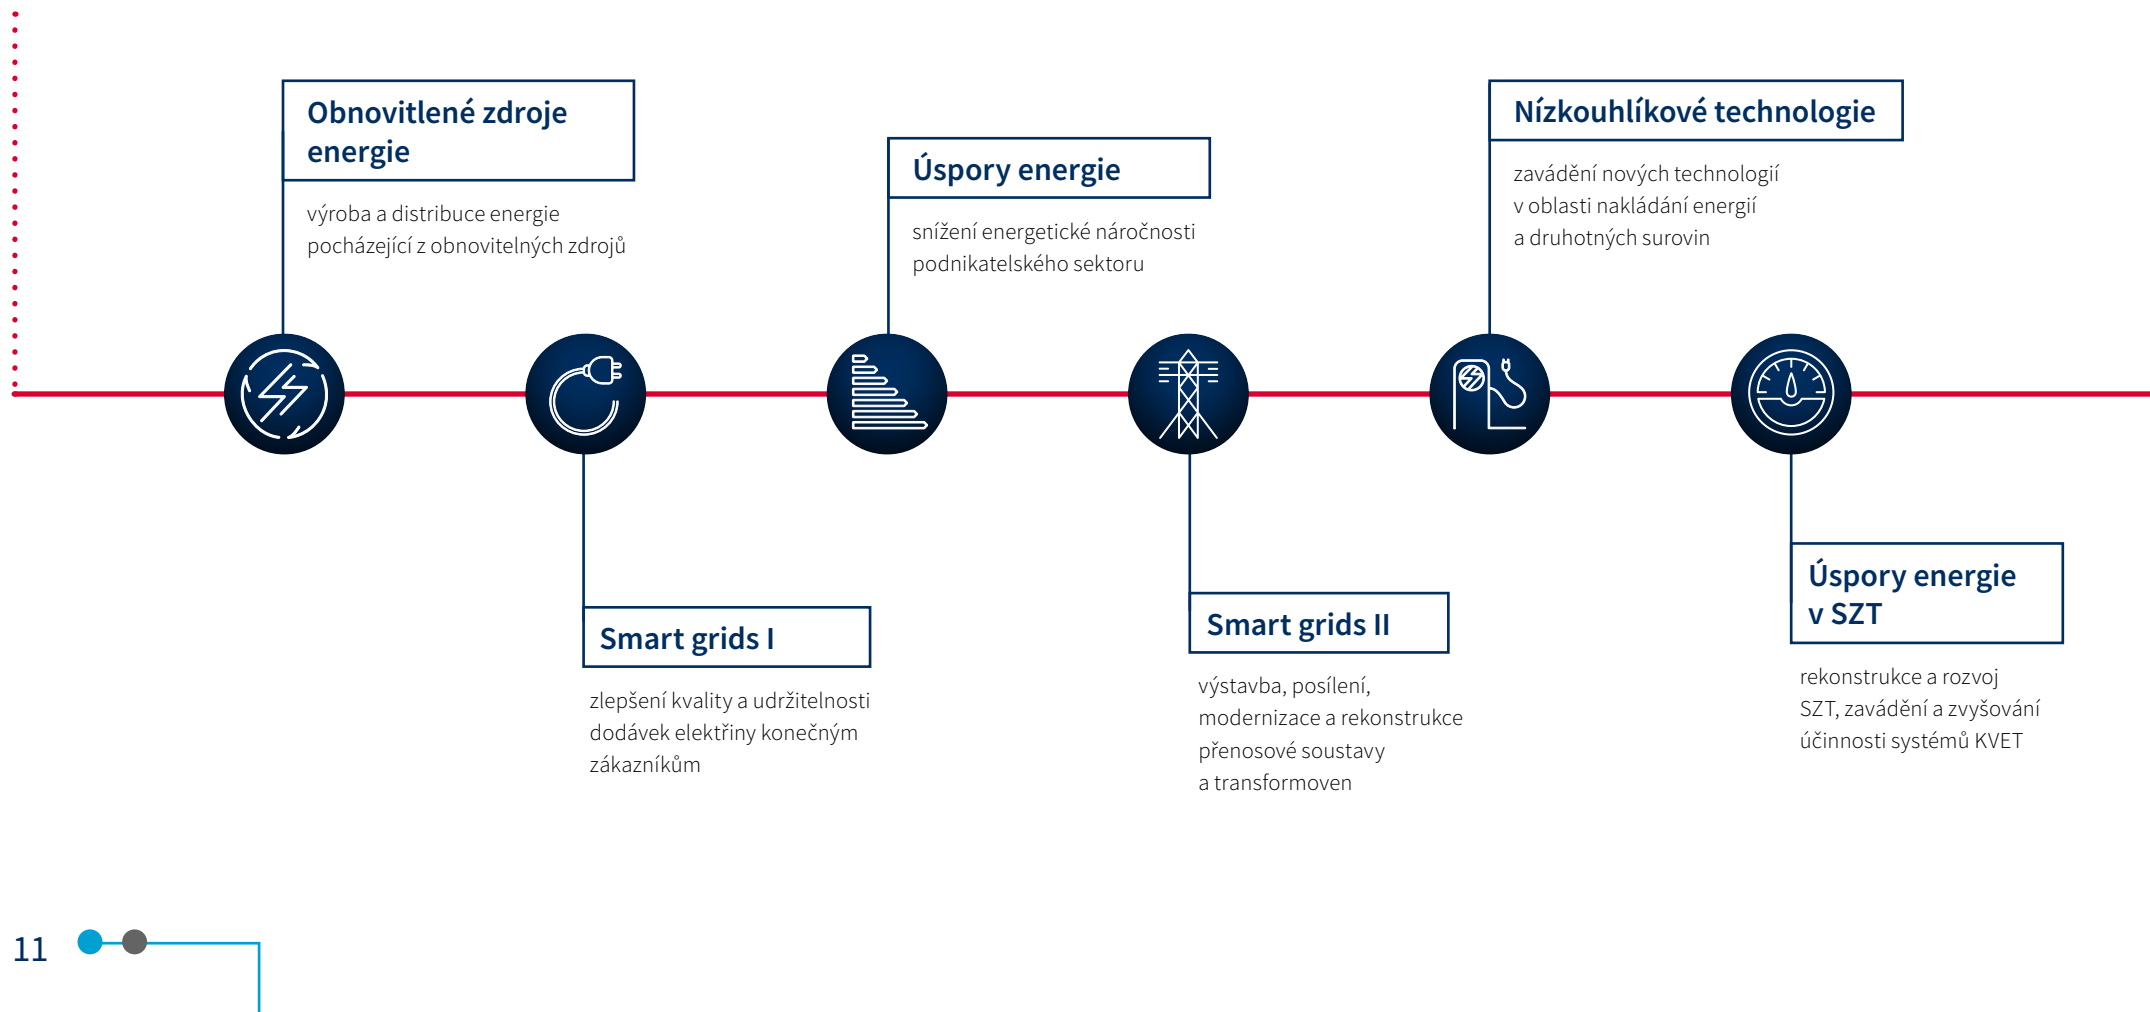 Obnovitlené zdroje
energie
výroba a distribuce energie
pocházející z obnovitelných zdrojů
Smart grids I
zlepšení kvality a udržitelnosti
dodávek elektřiny konečným
zákazníkům
Úspory energie
snížení energetické náročnosti
podnikatelského sektoru
Smart grids II
výstavba, posílení,
modernizace a rekonstrukce
přenosové soustavy
a transformoven
Nízkouhlíkové technologie
zavádění nových technologií
v oblasti nakládání energií
a druhotných surovin
Úspory energie
v SZT
rekonstrukce a rozvoj
SZT, zavádění a zvyšování
účinnosti systémů KVET
11